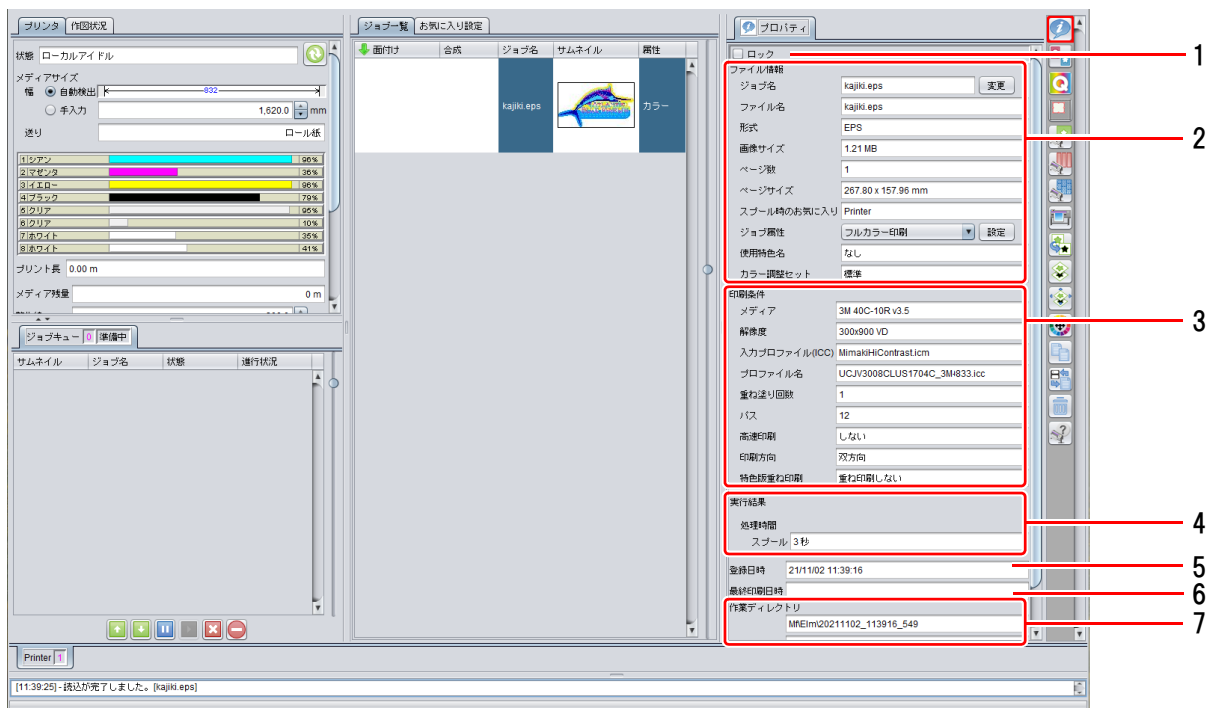 プリンタ 作図状況
状態 ローカルアイドル
メディアサイズ
幅 自動検出 832
手入力 1,620.0 mm
送り ロール紙
1 シアン 96%
2 マゼンタ 36%
3 イエロー 96%
4 ブラック 79%
5 クリア 95%
6 クリア 10%
7 ホワイト 35%
8 ホワイト 41%
プリント長 0.00 m
メディア残量 0 m
ジョブキュー 0 準備中
サムネイル ジョブ名 状態 進行状況
ジョブ一覧 お気に入り設定
面付け 合成 ジョブ名 サムネイル 属性
kajiki.eps カラー
プロパティ
ロック 1
ファイル情報
ジョブ名 kajiki.eps 変更
ファイル名 kajiki.eps
形式 EPS
2
画像サイズ 1.21 MB
ページ数 1
ページサイズ 267.80 x 157.96 mm
スプール時のお気に入り Printer
ジョブ属性 フルカラー印刷 設定
使用特色名 なし
カラー調整セット 標準
印刷条件
メディア 3M 40C-10R v3.5
3
解像度 300x900 VD
入力プロファイル(ICC) MimakiHiContrast.icm
プロファイル名 UCJV3008CLUS1704C_3M4833.icc
重ね塗り回数 1
パス 12
高速印刷 しない
印刷方向 双方向
特色版重ね印刷 重ね印刷しない
実行結果
4
処理時間
スプール 3 秒
登録日時 21/11/02 11:39:16 5
最終印刷日時 6
作業ディレクトリ
7
Mf\Elm\20211102_113916_549
Printer 1
[11:39:25] - 読込が完了しました。[kajiki.eps]